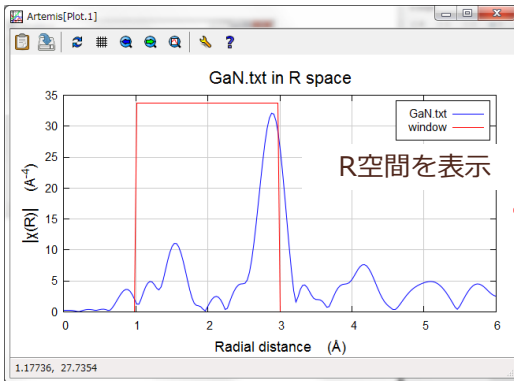 Artemis[Plot.1]
GaN.txt in R space
35
30
25
20
15
10
5
0
|χ(R)| (Å⁻⁴)
GaN.txt
window
R空間を表示
0 1 2 3 4 5 6
Radial distance (Å)
1.17736, 27.7354